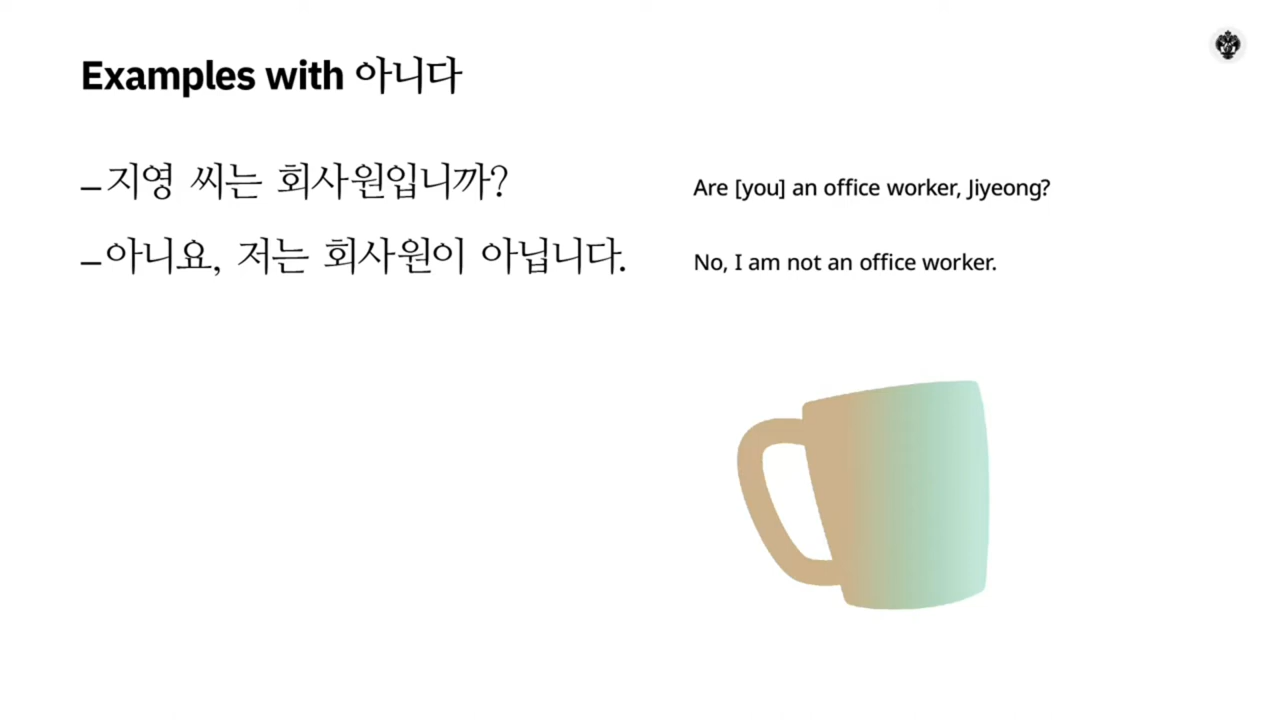 Examples with 아니다
–지영 씨는 회사원입니까?
Are [you] an office worker, Jiyeong?
–아니요, 저는 회사원이 아닙니다.
No, I am not an office worker.